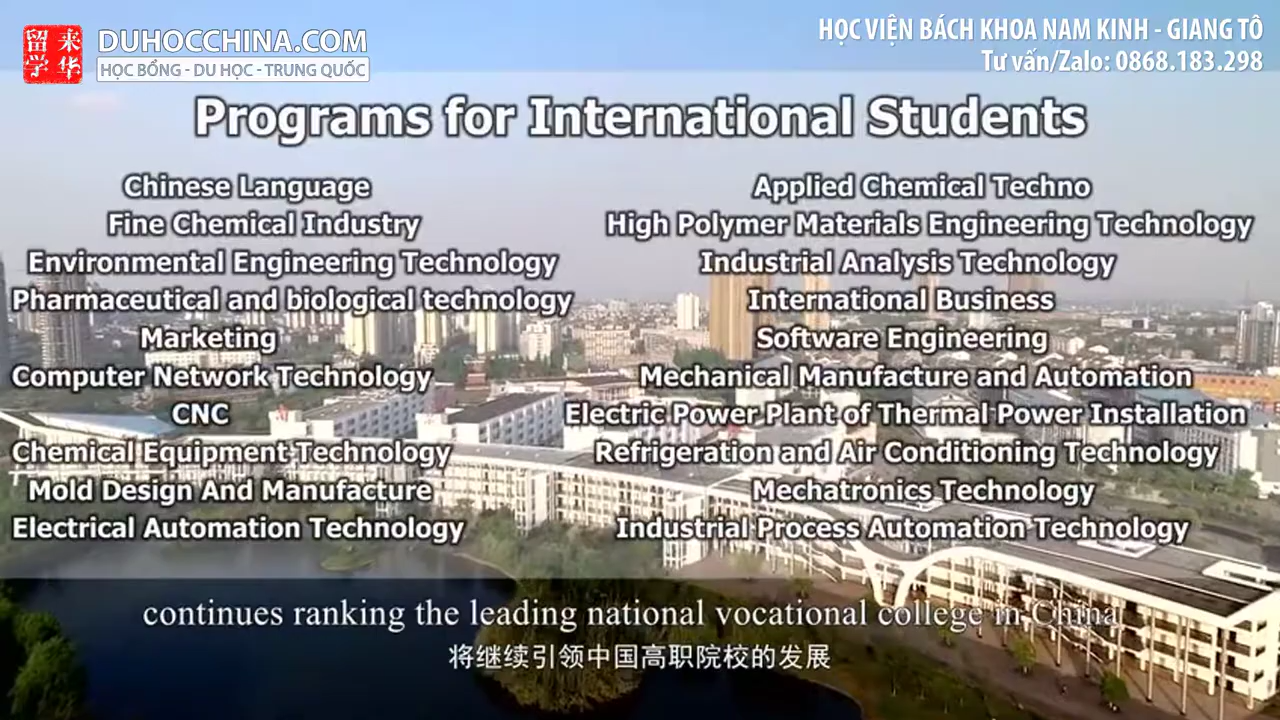 留学
来华
DUHOCCHINA.COM
HỌC BỔNG - DU HỌC - TRUNG QUỐC
HỌC VIỆN BÁCH KHOA NAM KINH - GIANG TÔ
Tư vấn/Zalo: 0868.183.298
Programs for International Students
Chinese Language
Applied Chemical Techno
Fine Chemical Industry
High Polymer Materials Engineering Technology
Environmental Engineering Technology
Industrial Analysis Technology
Pharmaceutical and biological technology
International Business
Marketing
Software Engineering
Computer Network Technology
Mechanical Manufacture and Automation
CNC
Electric Power Plant of Thermal Power Installation
Chemical Equipment Technology
Refrigeration and Air Conditioning Technology
Mold Design And Manufacture
Mechatronics Technology
Electrical Automation Technology
Industrial Process Automation Technology
continues ranking the leading national vocational college in China
将继续引领中国高职院校的发展